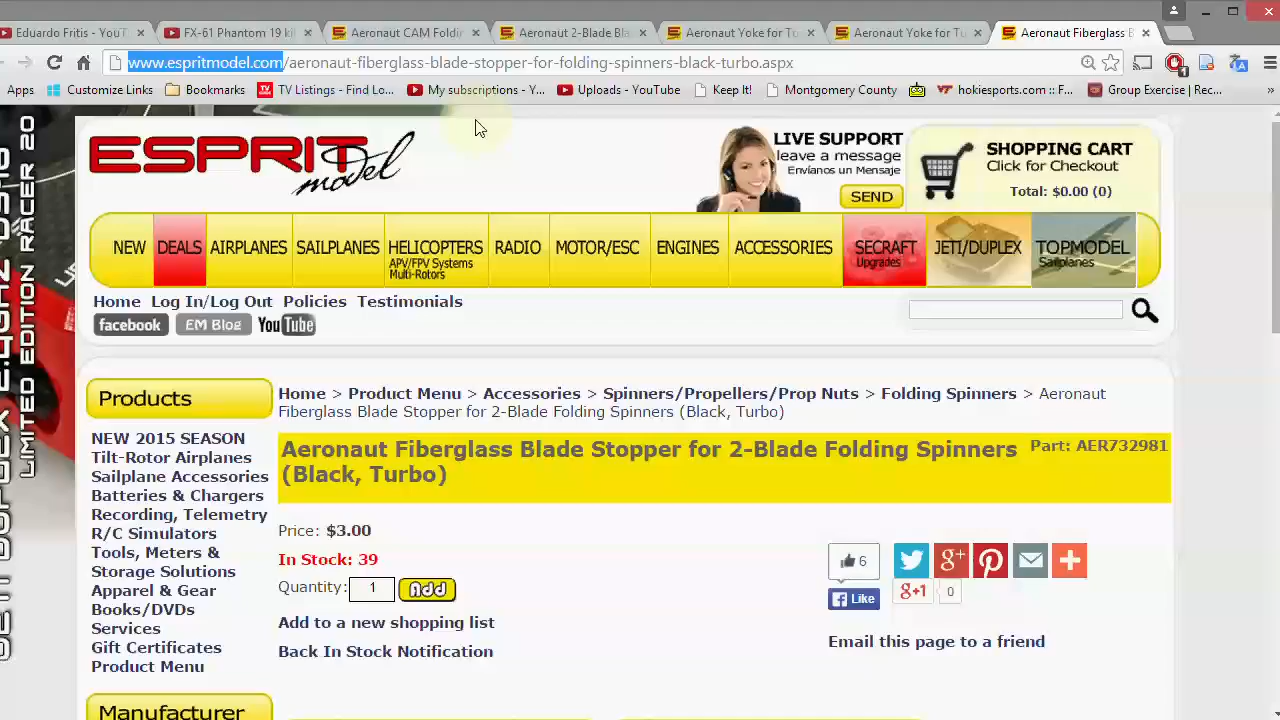 Eduardo Fritis - YouT
FX-61 Phantom 19 ki
Aeronaut CAM Foldin
Aeronaut 2-Blade Bla
Aeronaut Yoke for Tu
Aeronaut Yoke for Tu
Aeronaut Fiberglass B
www.espritmodel.com/aeronaut-fiberglass-blade-stopper-for-folding-spinners-black-turbo.aspx
Apps
Customize Links
Bookmarks
TV Listings - Find Lo...
My subscriptions - Y...
Uploads - YouTube
Keep It!
Montgomery County
hokiesports.com : : F...
Group Exercise | Rec...
»
ESPRIT
model
LIVE SUPPORT
leave a message
Envíanos un Mensaje
SEND
SHOPPING CART
Click for Checkout
Total: $0.00 (0)
NEW
DEALS
AIRPLANES
SAILPLANES
HELICOPTERS
APV/FPV Systems
Multi-Rotors
RADIO
MOTOR/ESC
ENGINES
ACCESSORIES
SECRAFT
Upgrades
JETI/DUPLEX
TOPMODEL
Sailplanes
Home Log In/Log Out Policies Testimonials
facebook
EM Blog
YouTube
LIMITED EDITION RACER 20
Products
NEW 2015 SEASON
Tilt-Rotor Airplanes
Sailplane Accessories
Batteries & Chargers
Recording, Telemetry
R/C Simulators
Tools, Meters &
Storage Solutions
Apparel & Gear
Books/DVDs
Services
Gift Certificates
Product Menu
Manufacturer
Home > Product Menu > Accessories > Spinners/Propellers/Prop Nuts > Folding Spinners > Aeronaut
Fiberglass Blade Stopper for 2-Blade Folding Spinners (Black, Turbo)
Aeronaut Fiberglass Blade Stopper for 2-Blade Folding Spinners
(Black, Turbo)
Part: AER732981
Price: $3.00
In Stock: 39
Quantity: 1 Add
Add to a new shopping list
Back In Stock Notification
6
Like
g+1
0
Email this page to a friend